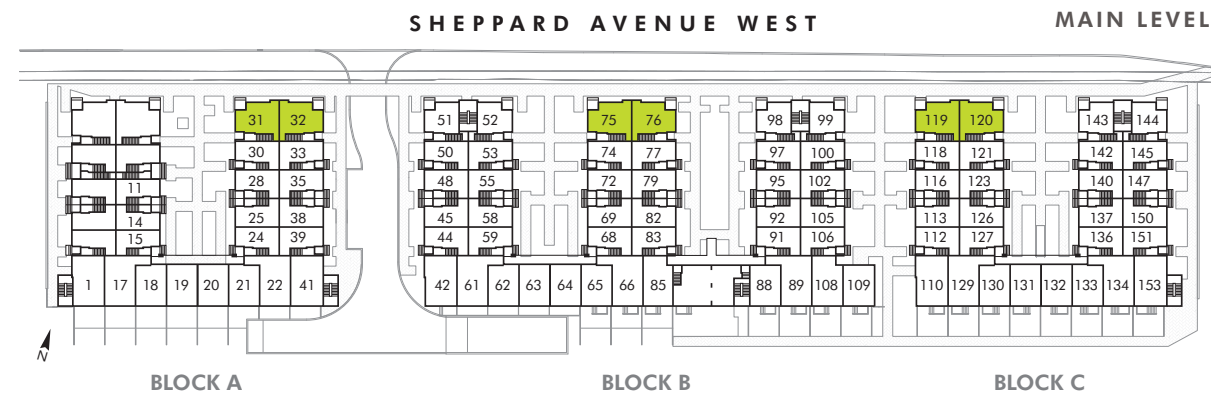 SHEPPARD AVENUE WEST
MAIN LEVEL
31 32 51 52 75 76 98 99 119 120 143 144
30 33 50 53 74 77 97 100 118 121 142 145
11 28 35 48 55 72 79 95 102 116 123 140 147
14 25 38 45 58 69 82 92 105 113 126 137 150
15 24 39 44 59 68 83 91 106 112 127 136 151
1 17 18 19 20 21 22 41 42 61 62 63 64 65 66 85 88 89 108 109 110 129 130 131 132 133 134 153
N
BLOCK A BLOCK B BLOCK C